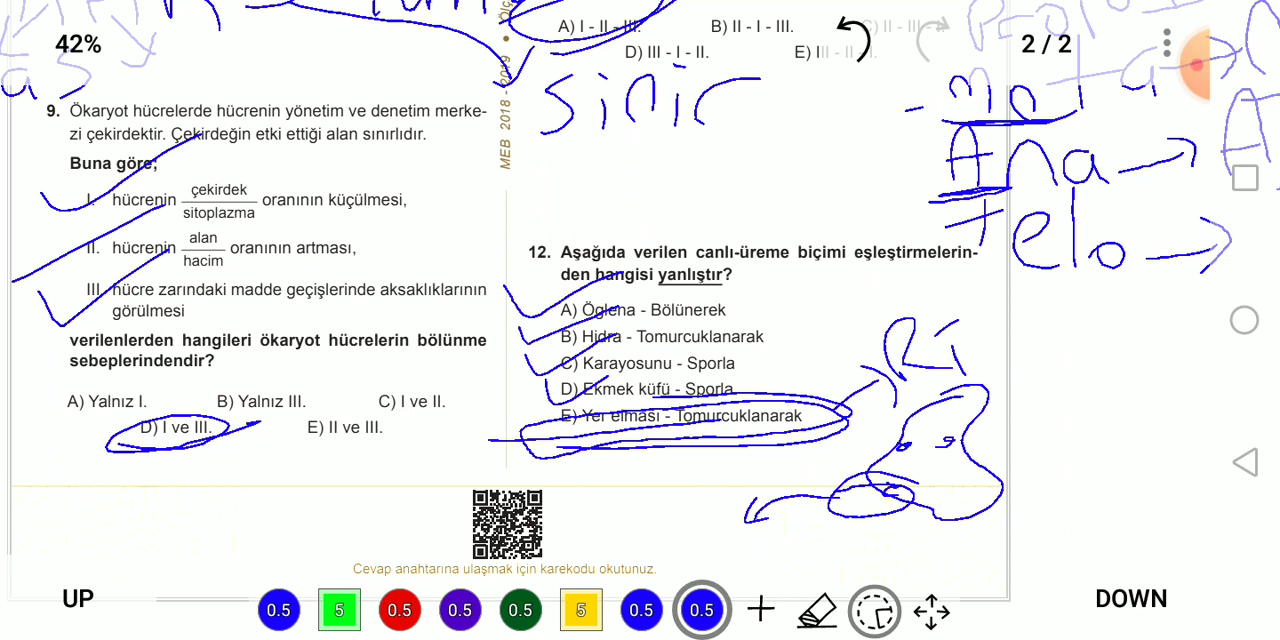 42%
2 / 2
A) I - II - III.
B) II - I - III.
C) II - III
D) III - I - II.
E) III - II - I.
MEB 2018 - 2019 • ÖLÇ
sinir
9. Ökaryot hücrelerde hücrenin yönetim ve denetim merke-
zi çekirdektir. Çekirdeğin etki ettiği alan sınırlıdır.
Buna göre;
I. hücrenin çekirdek / sitoplazma oranının küçülmesi,
II. hücrenin alan / hacim oranının artması,
III. hücre zarındaki madde geçişlerinde aksaklıklarının
görülmesi
verilenlerden hangileri ökaryot hücrelerin bölünme
sebeplerindendir?
A) Yalnız I.
B) Yalnız III.
C) I ve II.
D) I ve III.
E) II ve III.
12. Aşağıda verilen canlı-üreme biçimi eşleştirmelerin-
den hangisi yanlıştır?
A) Öglena - Bölünerek
B) Hidra - Tomurcuklanarak
C) Karayosunu - Sporla
D) Ekmek küfü - Sporla
E) Yer elması - Tomurcuklanarak
Ana
telo
Cevap anahtarına ulaşmak için karekodu okutunuz.
UP
0.5
5
0.5
0.5
0.5
5
0.5
0.5
DOWN